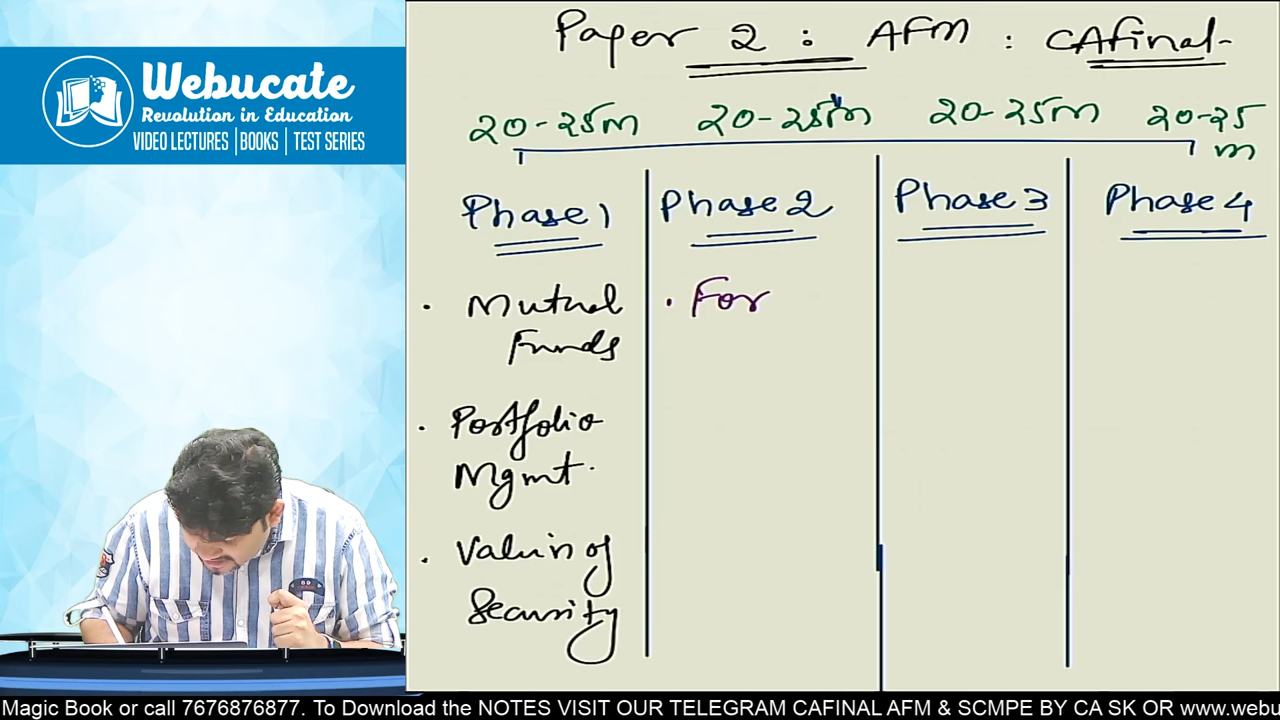 Webucate
Revolution in Education
VIDEO LECTURES | BOOKS | TEST SERIES
Paper 2 : AFM : CAfinal-
20-25m 20-25m 20-25m 20-25
m
Phase 1 Phase 2 Phase 3 Phase 4
• Mutual
Funds
• For
• Portfolio
Mgmt.
• Valu'n of
Security
Magic Book or call 7676876877. To Download the NOTES VISIT OUR TELEGRAM CAFINAL AFM & SCMPE BY CA SK OR www.webu